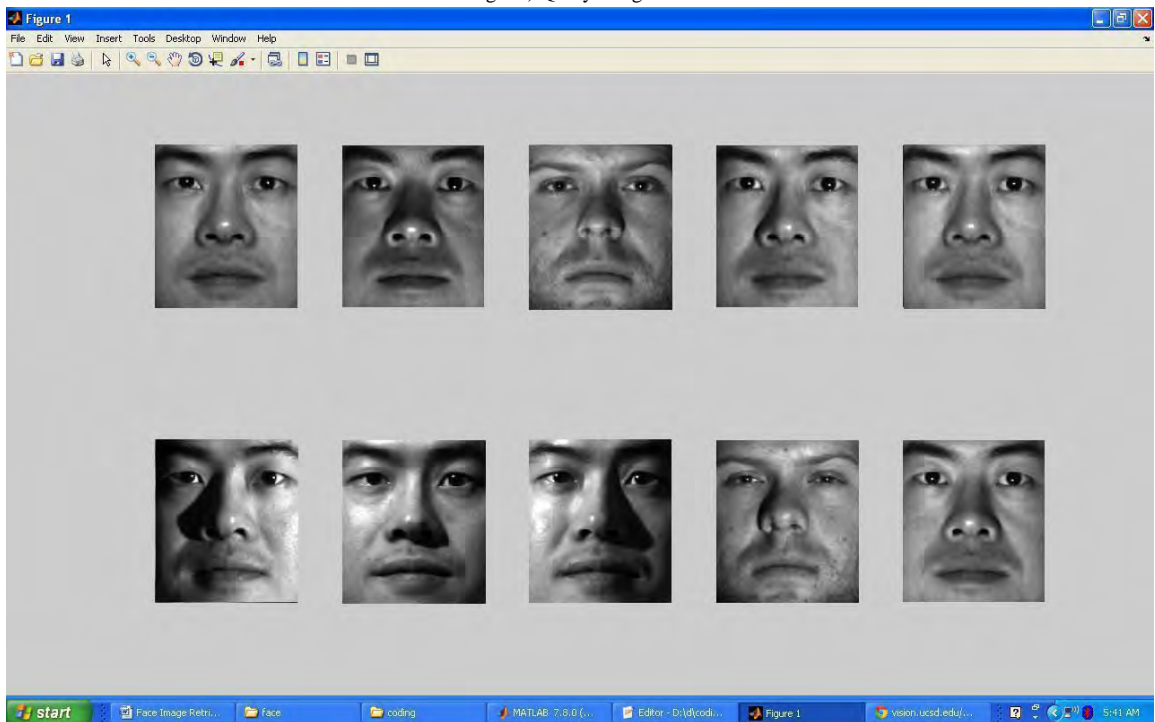 Figure 1
File Edit View Insert Tools Desktop Window Help
start Face Image Retri... face coding MATLAB 7.8.0 (... Editor - D:\d\codi... Figure 1 vision.ucsd.edu/... 5:41 AM